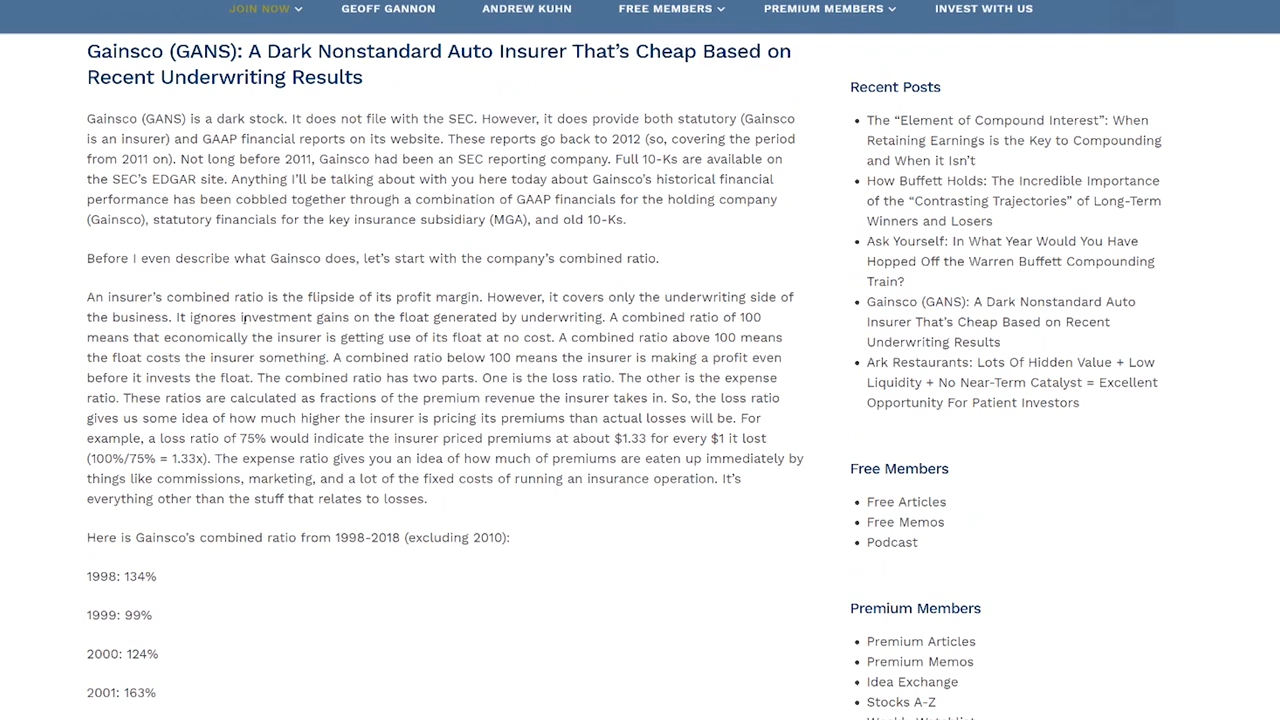 JOIN NOW GEOFF GANNON ANDREW KUHN FREE MEMBERS PREMIUM MEMBERS INVEST WITH US
Gainsco (GANS): A Dark Nonstandard Auto Insurer That’s Cheap Based on
Recent Underwriting Results
Gainsco (GANS) is a dark stock. It does not file with the SEC. However, it does provide both statutory (Gainsco
is an insurer) and GAAP financial reports on its website. These reports go back to 2012 (so, covering the period
from 2011 on). Not long before 2011, Gainsco had been an SEC reporting company. Full 10-Ks are available on
the SEC’s EDGAR site. Anything I’ll be talking about with you here today about Gainsco’s historical financial
performance has been cobbled together through a combination of GAAP financials for the holding company
(Gainsco), statutory financials for the key insurance subsidiary (MGA), and old 10-Ks.
Before I even describe what Gainsco does, let’s start with the company’s combined ratio.
An insurer’s combined ratio is the flipside of its profit margin. However, it covers only the underwriting side of
the business. It ignores investment gains on the float generated by underwriting. A combined ratio of 100
means that economically the insurer is getting use of its float at no cost. A combined ratio above 100 means
the float costs the insurer something. A combined ratio below 100 means the insurer is making a profit even
before it invests the float. The combined ratio has two parts. One is the loss ratio. The other is the expense
ratio. These ratios are calculated as fractions of the premium revenue the insurer takes in. So, the loss ratio
gives us some idea of how much higher the insurer is pricing its premiums than actual losses will be. For
example, a loss ratio of 75% would indicate the insurer priced premiums at about $1.33 for every $1 it lost
(100%/75% = 1.33x). The expense ratio gives you an idea of how much of premiums are eaten up immediately by
things like commissions, marketing, and a lot of the fixed costs of running an insurance operation. It’s
everything other than the stuff that relates to losses.
Here is Gainsco’s combined ratio from 1998-2018 (excluding 2010):
1998: 134%
1999: 99%
2000: 124%
2001: 163%
Recent Posts
The “Element of Compound Interest”: When
Retaining Earnings is the Key to Compounding
and When it Isn’t
How Buffett Holds: The Incredible Importance
of the “Contrasting Trajectories” of Long-Term
Winners and Losers
Ask Yourself: In What Year Would You Have
Hopped Off the Warren Buffett Compounding
Train?
Gainsco (GANS): A Dark Nonstandard Auto
Insurer That’s Cheap Based on Recent
Underwriting Results
Ark Restaurants: Lots Of Hidden Value + Low
Liquidity + No Near-Term Catalyst = Excellent
Opportunity For Patient Investors
Free Members
Free Articles
Free Memos
Podcast
Premium Members
Premium Articles
Premium Memos
Idea Exchange
Stocks A-Z